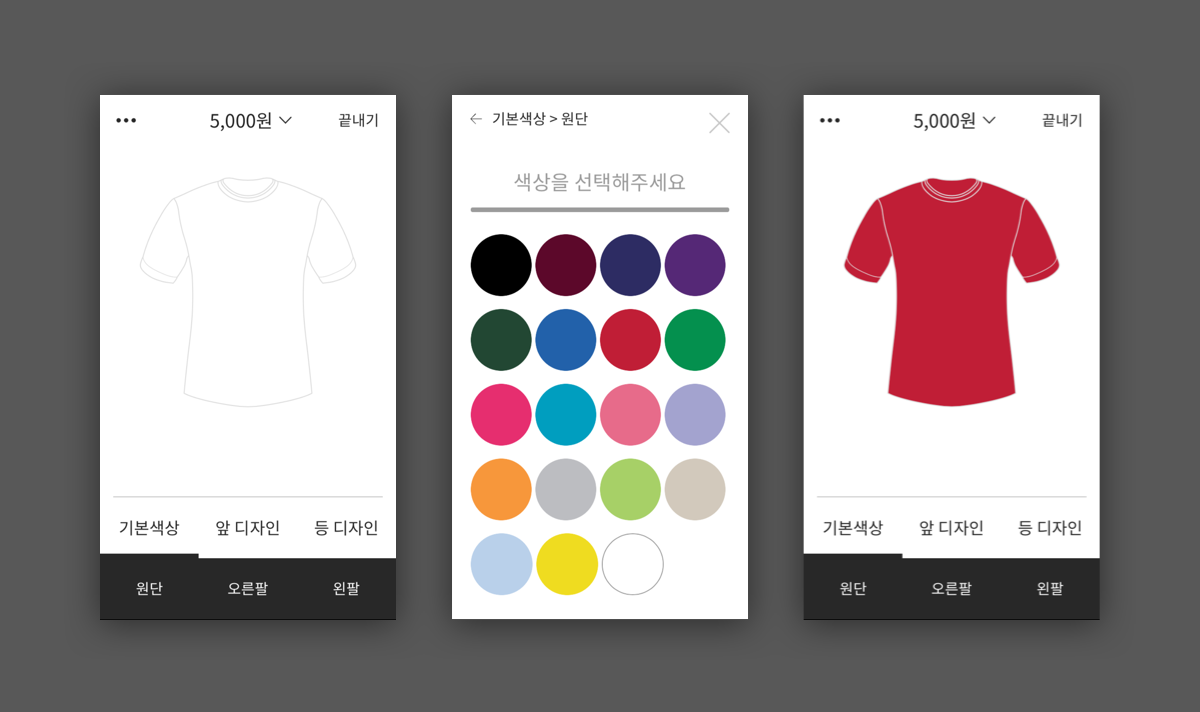 5,000원
끝내기
기본색상
앞 디자인
등 디자인
원단
오른팔
왼팔
기본색상 > 원단
색상을 선택해주세요
5,000원
끝내기
기본색상
앞 디자인
등 디자인
원단
오른팔
왼팔